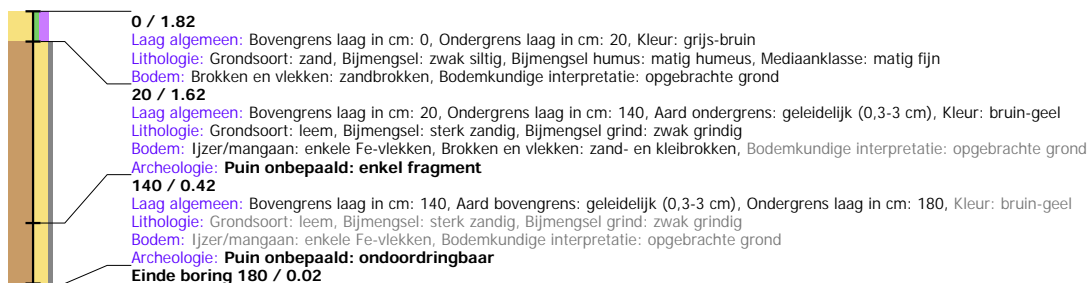 0 / 1.82
Laag algemeen: Bovengrens laag in cm: 0, Ondergrens laag in cm: 20, Kleur: grijs-bruin
Lithologie: Grondsoort: zand, Bijmengsel: zwak siltig, Bijmengsel humus: matig humeus, Mediaanklasse: matig fijn
Bodem: Brokken en vlekken: zandbrokken, Bodemkundige interpretatie: opgebrachte grond
20 / 1.62
Laag algemeen: Bovengrens laag in cm: 20, Ondergrens laag in cm: 140, Aard ondergrens: geleidelijk (0,3-3 cm), Kleur: bruin-geel
Lithologie: Grondsoort: leem, Bijmengsel: sterk zandig, Bijmengsel grind: zwak grindig
Bodem: Ijzer/mangaan: enkele Fe-vlekken, Brokken en vlekken: zand- en kleibrokken, Bodemkundige interpretatie: opgebrachte grond
Archeologie: Puin onbepaald: enkel fragment
140 / 0.42
Laag algemeen: Bovengrens laag in cm: 140, Aard bovengrens: geleidelijk (0,3-3 cm), Ondergrens laag in cm: 180, Kleur: bruin-geel
Lithologie: Grondsoort: leem, Bijmengsel: sterk zandig, Bijmengsel grind: zwak grindig
Bodem: Ijzer/mangaan: enkele Fe-vlekken, Bodemkundige interpretatie: opgebrachte grond
Archeologie: Puin onbepaald: ondoordringbaar
Einde boring 180 / 0.02